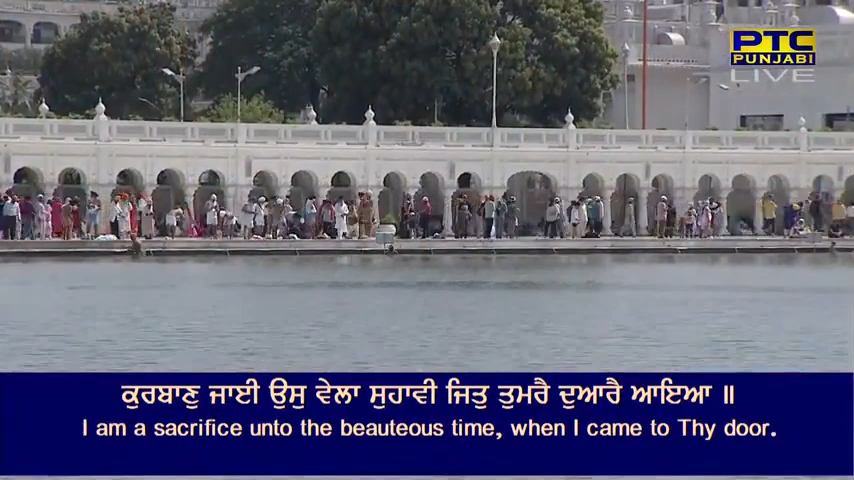 PTC
PUNJABI
LIVE
ਕੁਰਬਾਣੁ ਜਾਈ ਉਸੁ ਵੇਲਾ ਸੁਹਾਵੀ ਜਿਤੁ ਤੁਮਰੈ ਦੁਆਰੈ ਆਇਆ ॥
I am a sacrifice unto the beauteous time, when I came to Thy door.